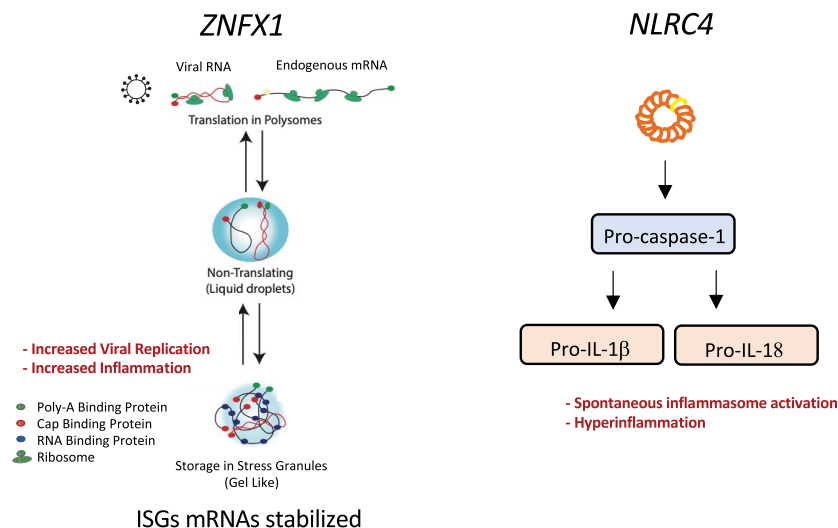 ZNFX1
Viral RNA
Endogenous mRNA
Translation in Polysomes
Non-Translating
(Liquid droplets)
- Increased Viral Replication
- Increased Inflammation
Poly-A Binding Protein
Cap Binding Protein
RNA Binding Protein
Ribosome
Storage in Stress Granules
(Gel Like)
ISGs mRNAs stabilized
NLRC4
Pro-caspase-1
Pro-IL-1β
Pro-IL-18
- Spontaneous inflammasome activation
- Hyperinflammation